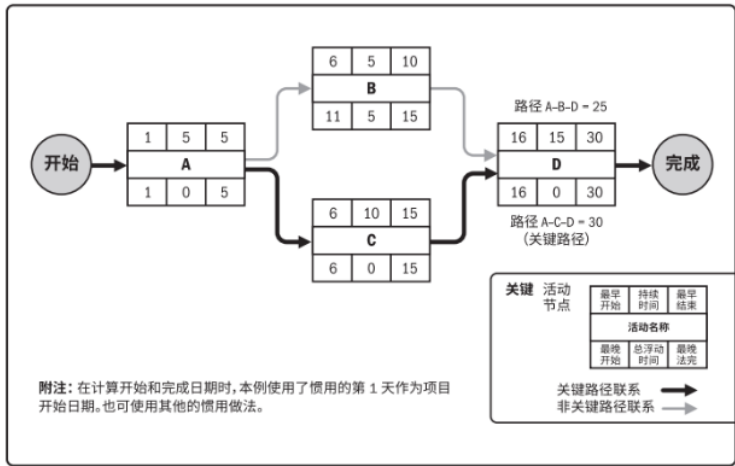 6 5 10
B
11 5 15
路径 A-B-D = 25
开始
1 5 5
A
1 0 5
16 15 30
D
16 0 30
完成
6 10 15
C
6 0 15
路径 A-C-D = 30
（关键路径）
关键 活动
节点
最早
开始
持续
时间
最早
结束
活动名称
最晚
开始
总浮动
时间
最晚
法完
关键路径联系
非关键路径联系
附注：在计算开始和完成日期时，本例使用了惯用的第 1 天作为项目
开始日期。也可使用其他的惯用做法。